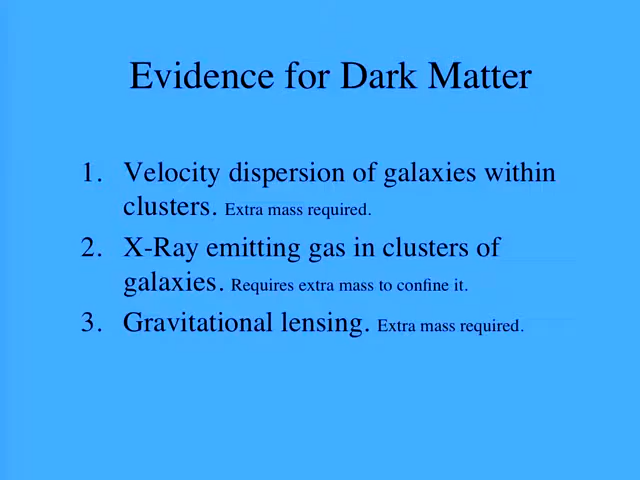 Evidence for Dark Matter
1. Velocity dispersion of galaxies within
clusters. Extra mass required.
2. X-Ray emitting gas in clusters of
galaxies. Requires extra mass to confine it.
3. Gravitational lensing. Extra mass required.